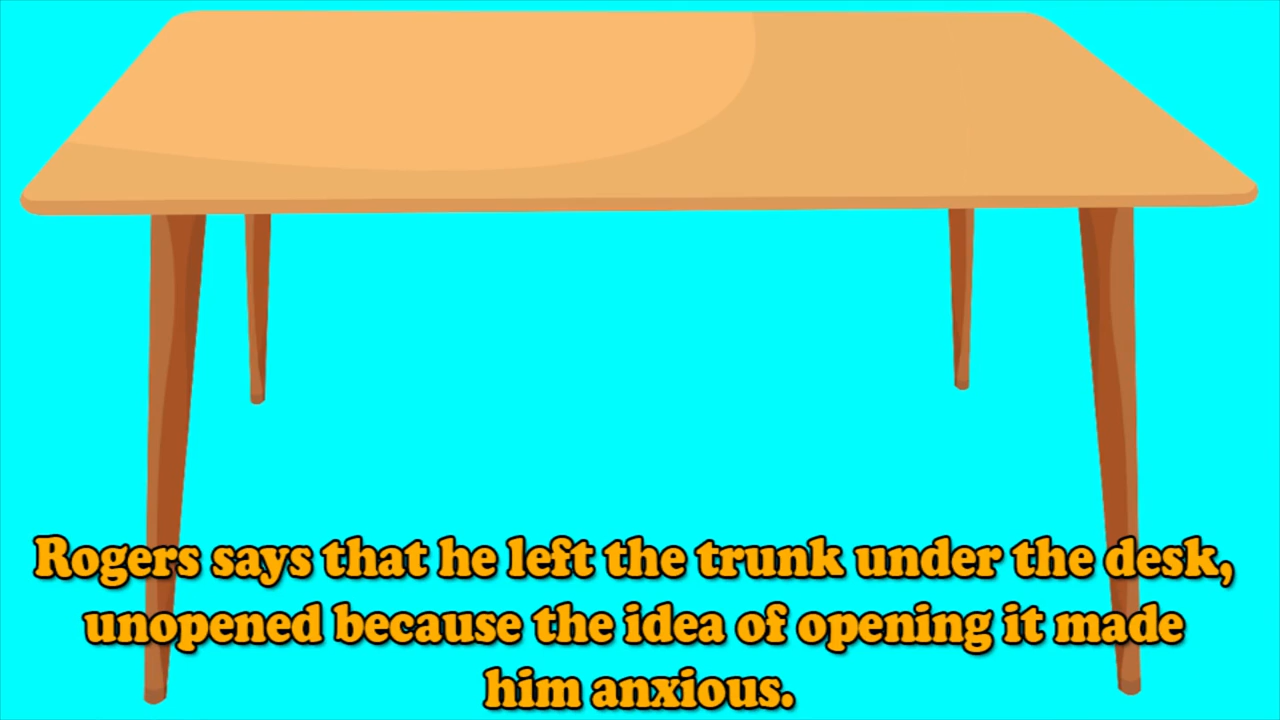 Rogers says that he left the trunk under the desk,
unopened because the idea of opening it made
him anxious.